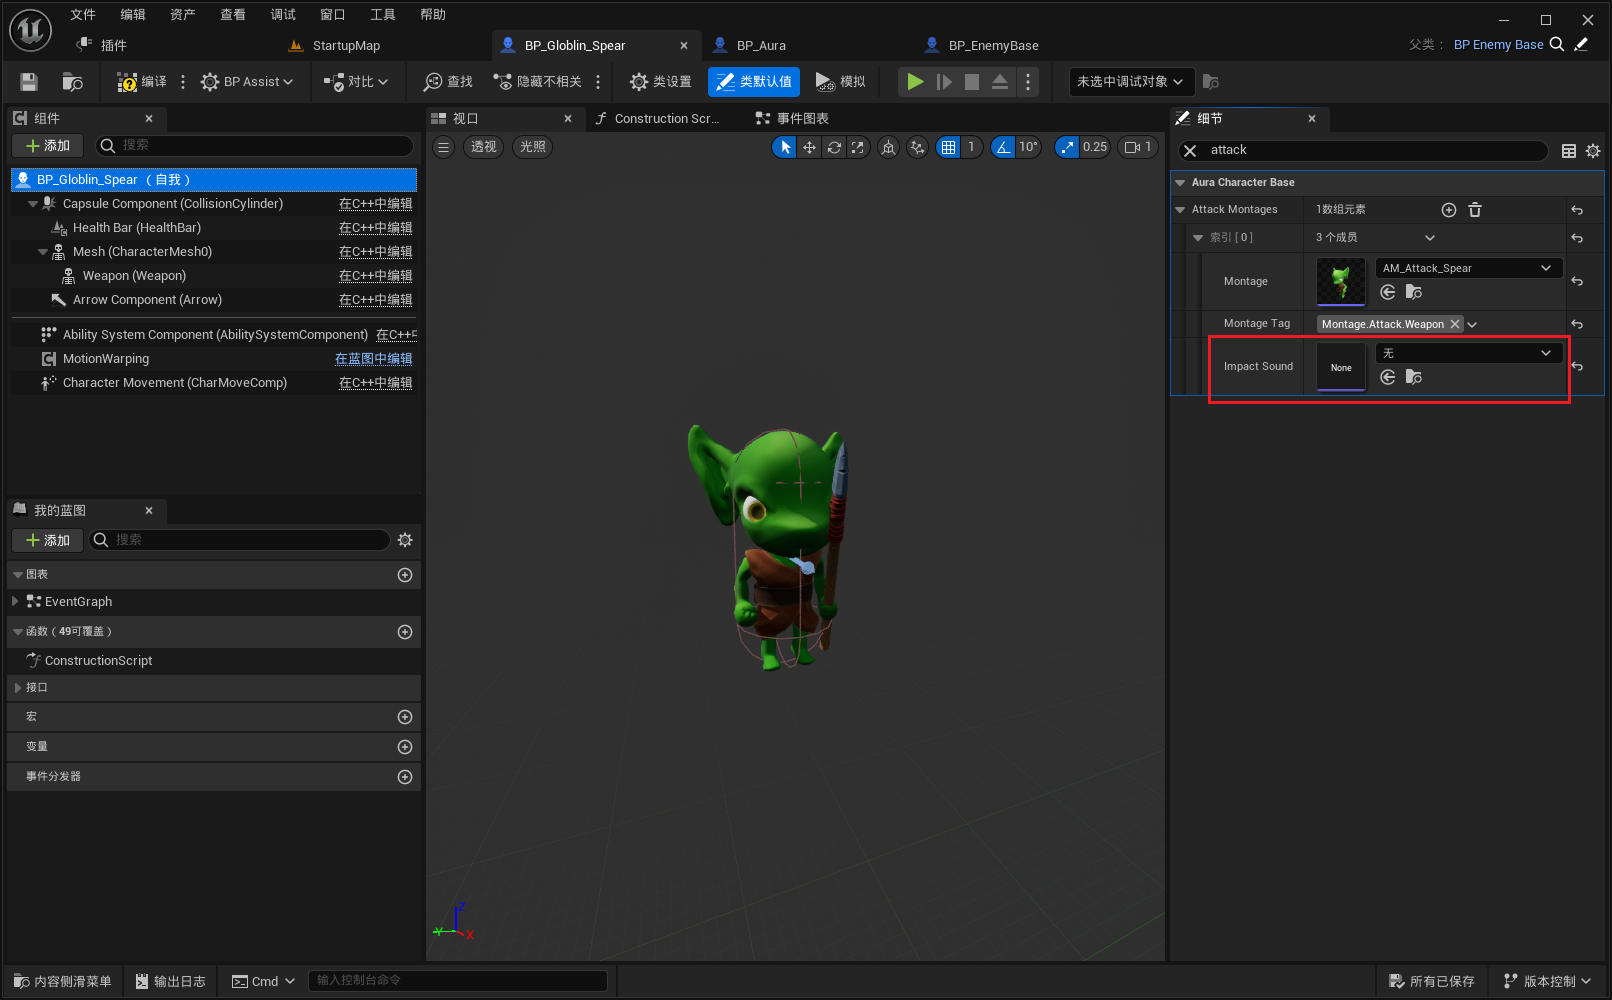 文件 编辑 资产 查看 调试 窗口 工具 帮助
插件 StartupMap BP_Globlin_Spear BP_Aura BP_EnemyBase 父类： BP Enemy Base
编译 BP Assist 对比 查找 隐藏不相关 类设置 类默认值 模拟 未选中调试对象
组件
添加 搜索
BP_Globlin_Spear （自我）
Capsule Component (CollisionCylinder) 在C++中编辑
Health Bar (HealthBar) 在C++中编辑
Mesh (CharacterMesh0) 在C++中编辑
Weapon (Weapon) 在C++中编辑
Arrow Component (Arrow) 在C++中编辑
Ability System Component (AbilitySystemComponent) 在C++中
MotionWarping 在蓝图中编辑
Character Movement (CharMoveComp) 在C++中编辑
我的蓝图
添加 搜索
图表
EventGraph
函数（49可覆盖）
ConstructionScript
接口
宏
变量
事件分发器
视口 Construction Scr... 事件图表
透视 光照 1 10° 0.25 1
Z
Y X
细节
attack
Aura Character Base
Attack Montages 1数组元素
索引 [ 0 ] 3 个成员
Montage AM_Attack_Spear
Montage Tag Montage.Attack.Weapon
Impact Sound None 无
内容侧滑菜单 输出日志 Cmd 输入控制台命令 所有已保存 版本控制